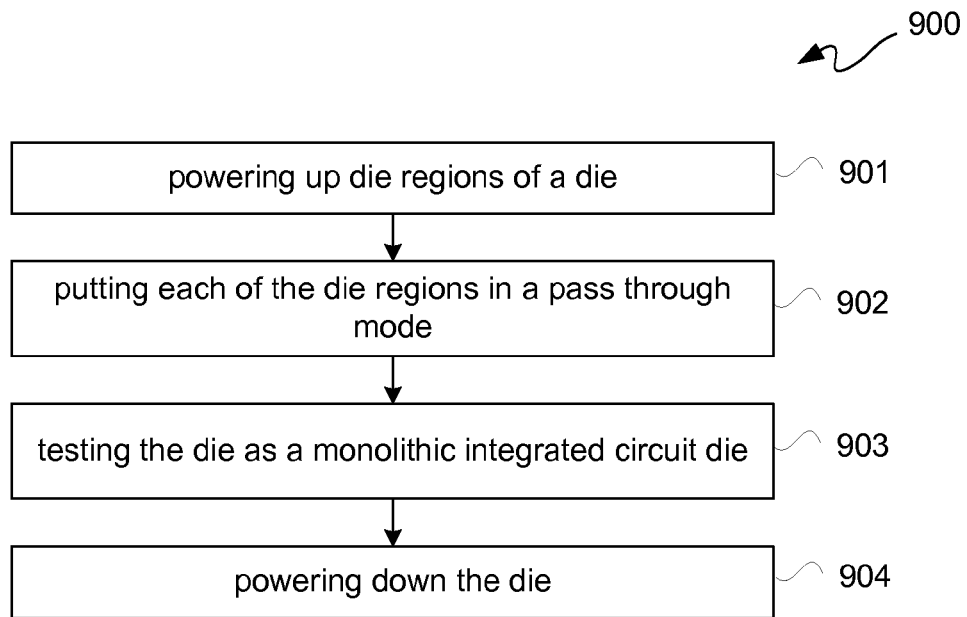 900
powering up die regions of a die
901
putting each of the die regions in a pass through
mode
902
testing the die as a monolithic integrated circuit die
903
powering down the die
904